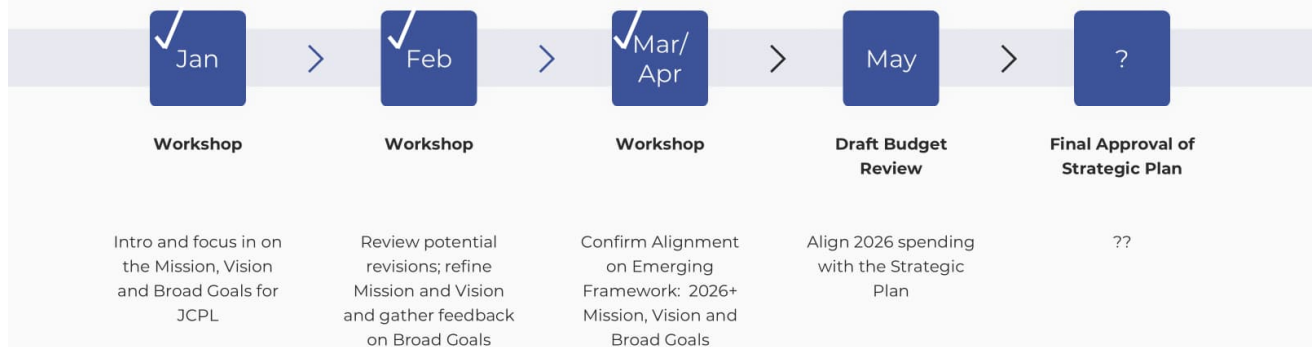 Jan
Feb
Mar/
Apr
May
?
Workshop
Workshop
Workshop
Draft Budget
Review
Final Approval of
Strategic Plan
Intro and focus in on
the Mission, Vision
and Broad Goals for
JCPL
Review potential
revisions; refine
Mission and Vision
and gather feedback
on Broad Goals
Confirm Alignment
on Emerging
Framework: 2026+
Mission, Vision and
Broad Goals
Align 2026 spending
with the Strategic
Plan
??